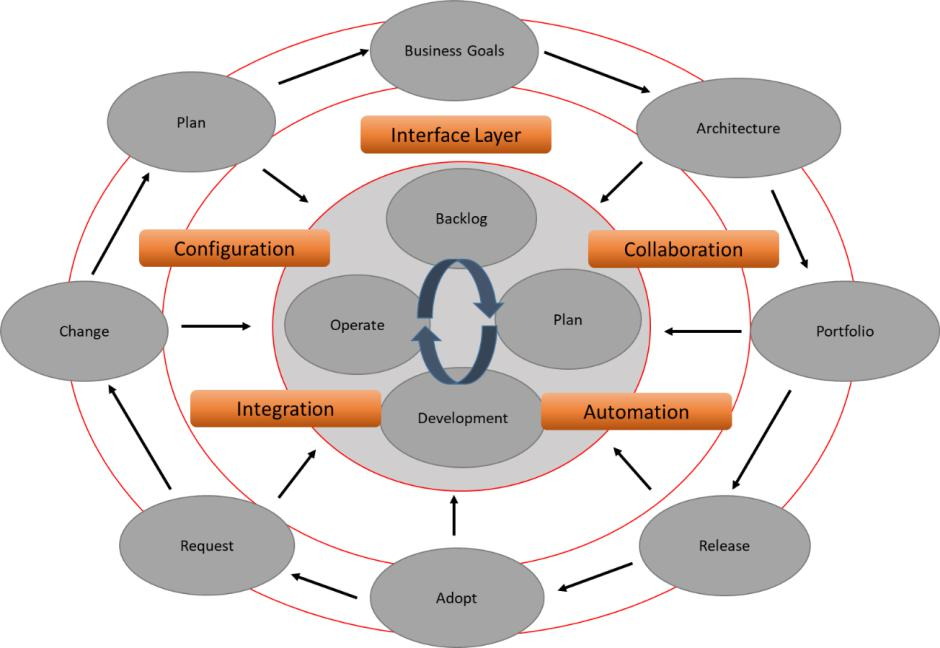 Business Goals
Plan
Architecture
Interface Layer
Backlog
Configuration
Collaboration
Operate
Plan
Change
Portfolio
Integration
Automation
Development
Request
Release
Adopt